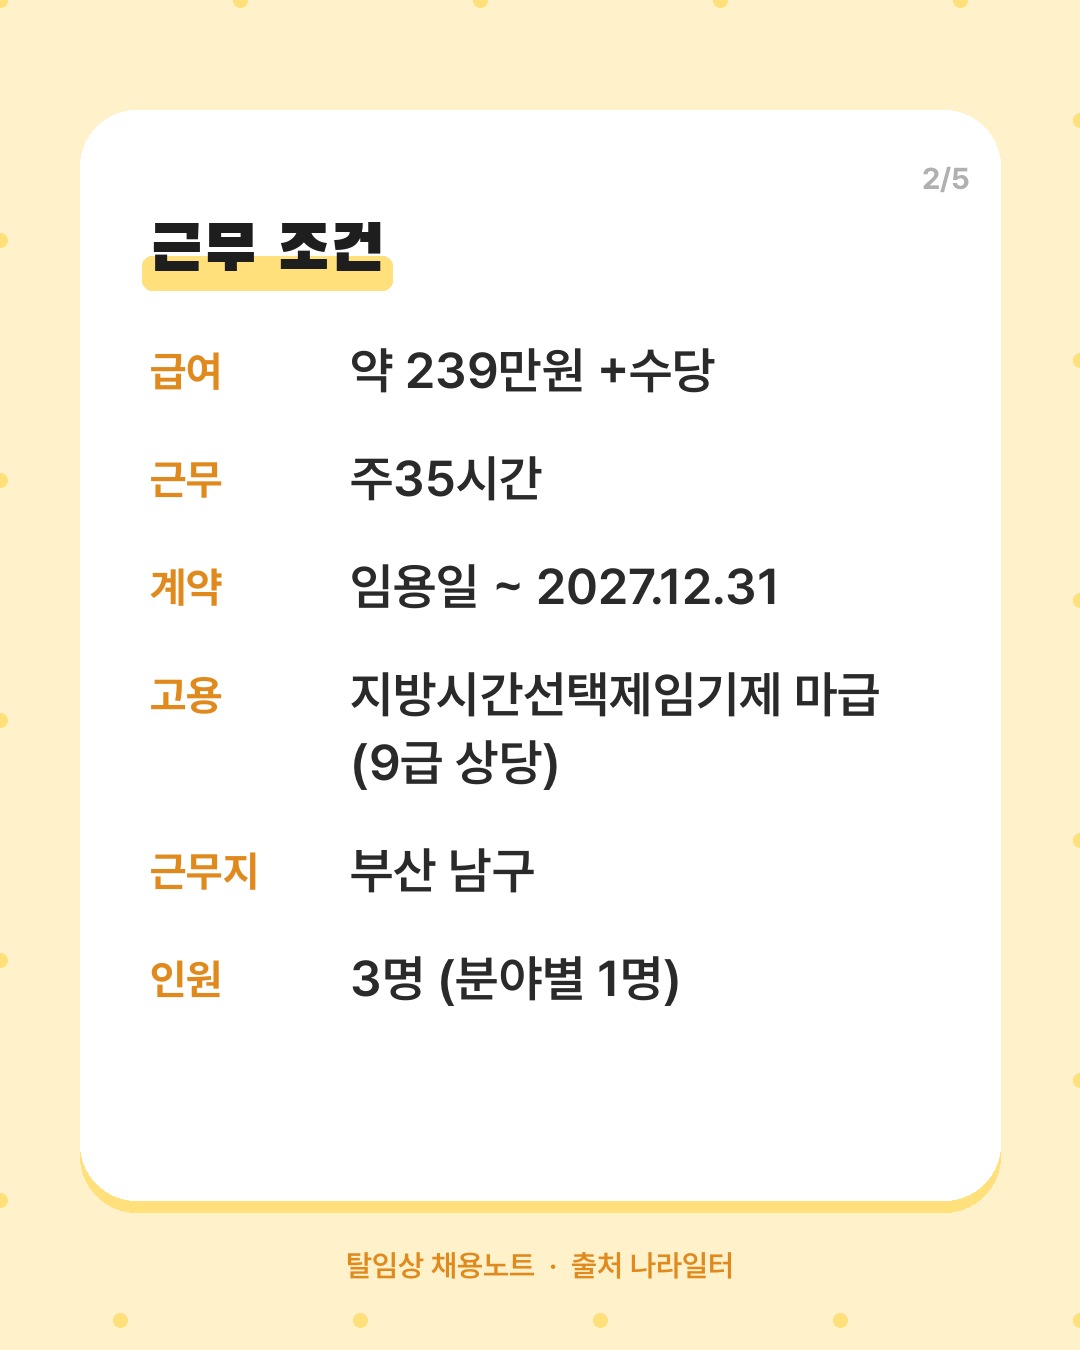 2/5
근무 조건
급여 약 239만원 +수당
근무 주35시간
계약 임용일 ~ 2027.12.31
고용 지방시간선택제임기제 마급
(9급 상당)
근무지 부산 남구
인원 3명 (분야별 1명)
탈임상 채용노트 · 출처 나라일터